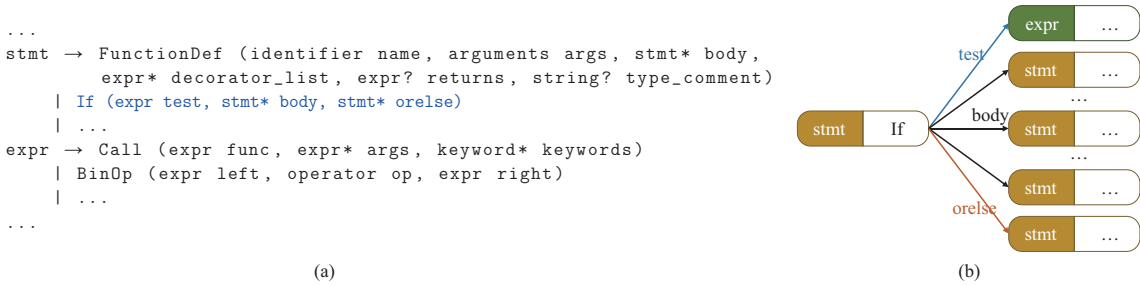 ...
stmt → FunctionDef (identifier name, arguments args, stmt* body,
expr* decorator_list, expr? returns, string? type_comment)
| If (expr test, stmt* body, stmt* orelse)
| ...
expr → Call (expr func, expr* args, keyword* keywords)
| BinOp (expr left, operator op, expr right)
| ...
...
(a)
expr ...
test
stmt ...
...
stmt If
body
stmt ...
...
stmt ...
orelse
stmt ...
(b)